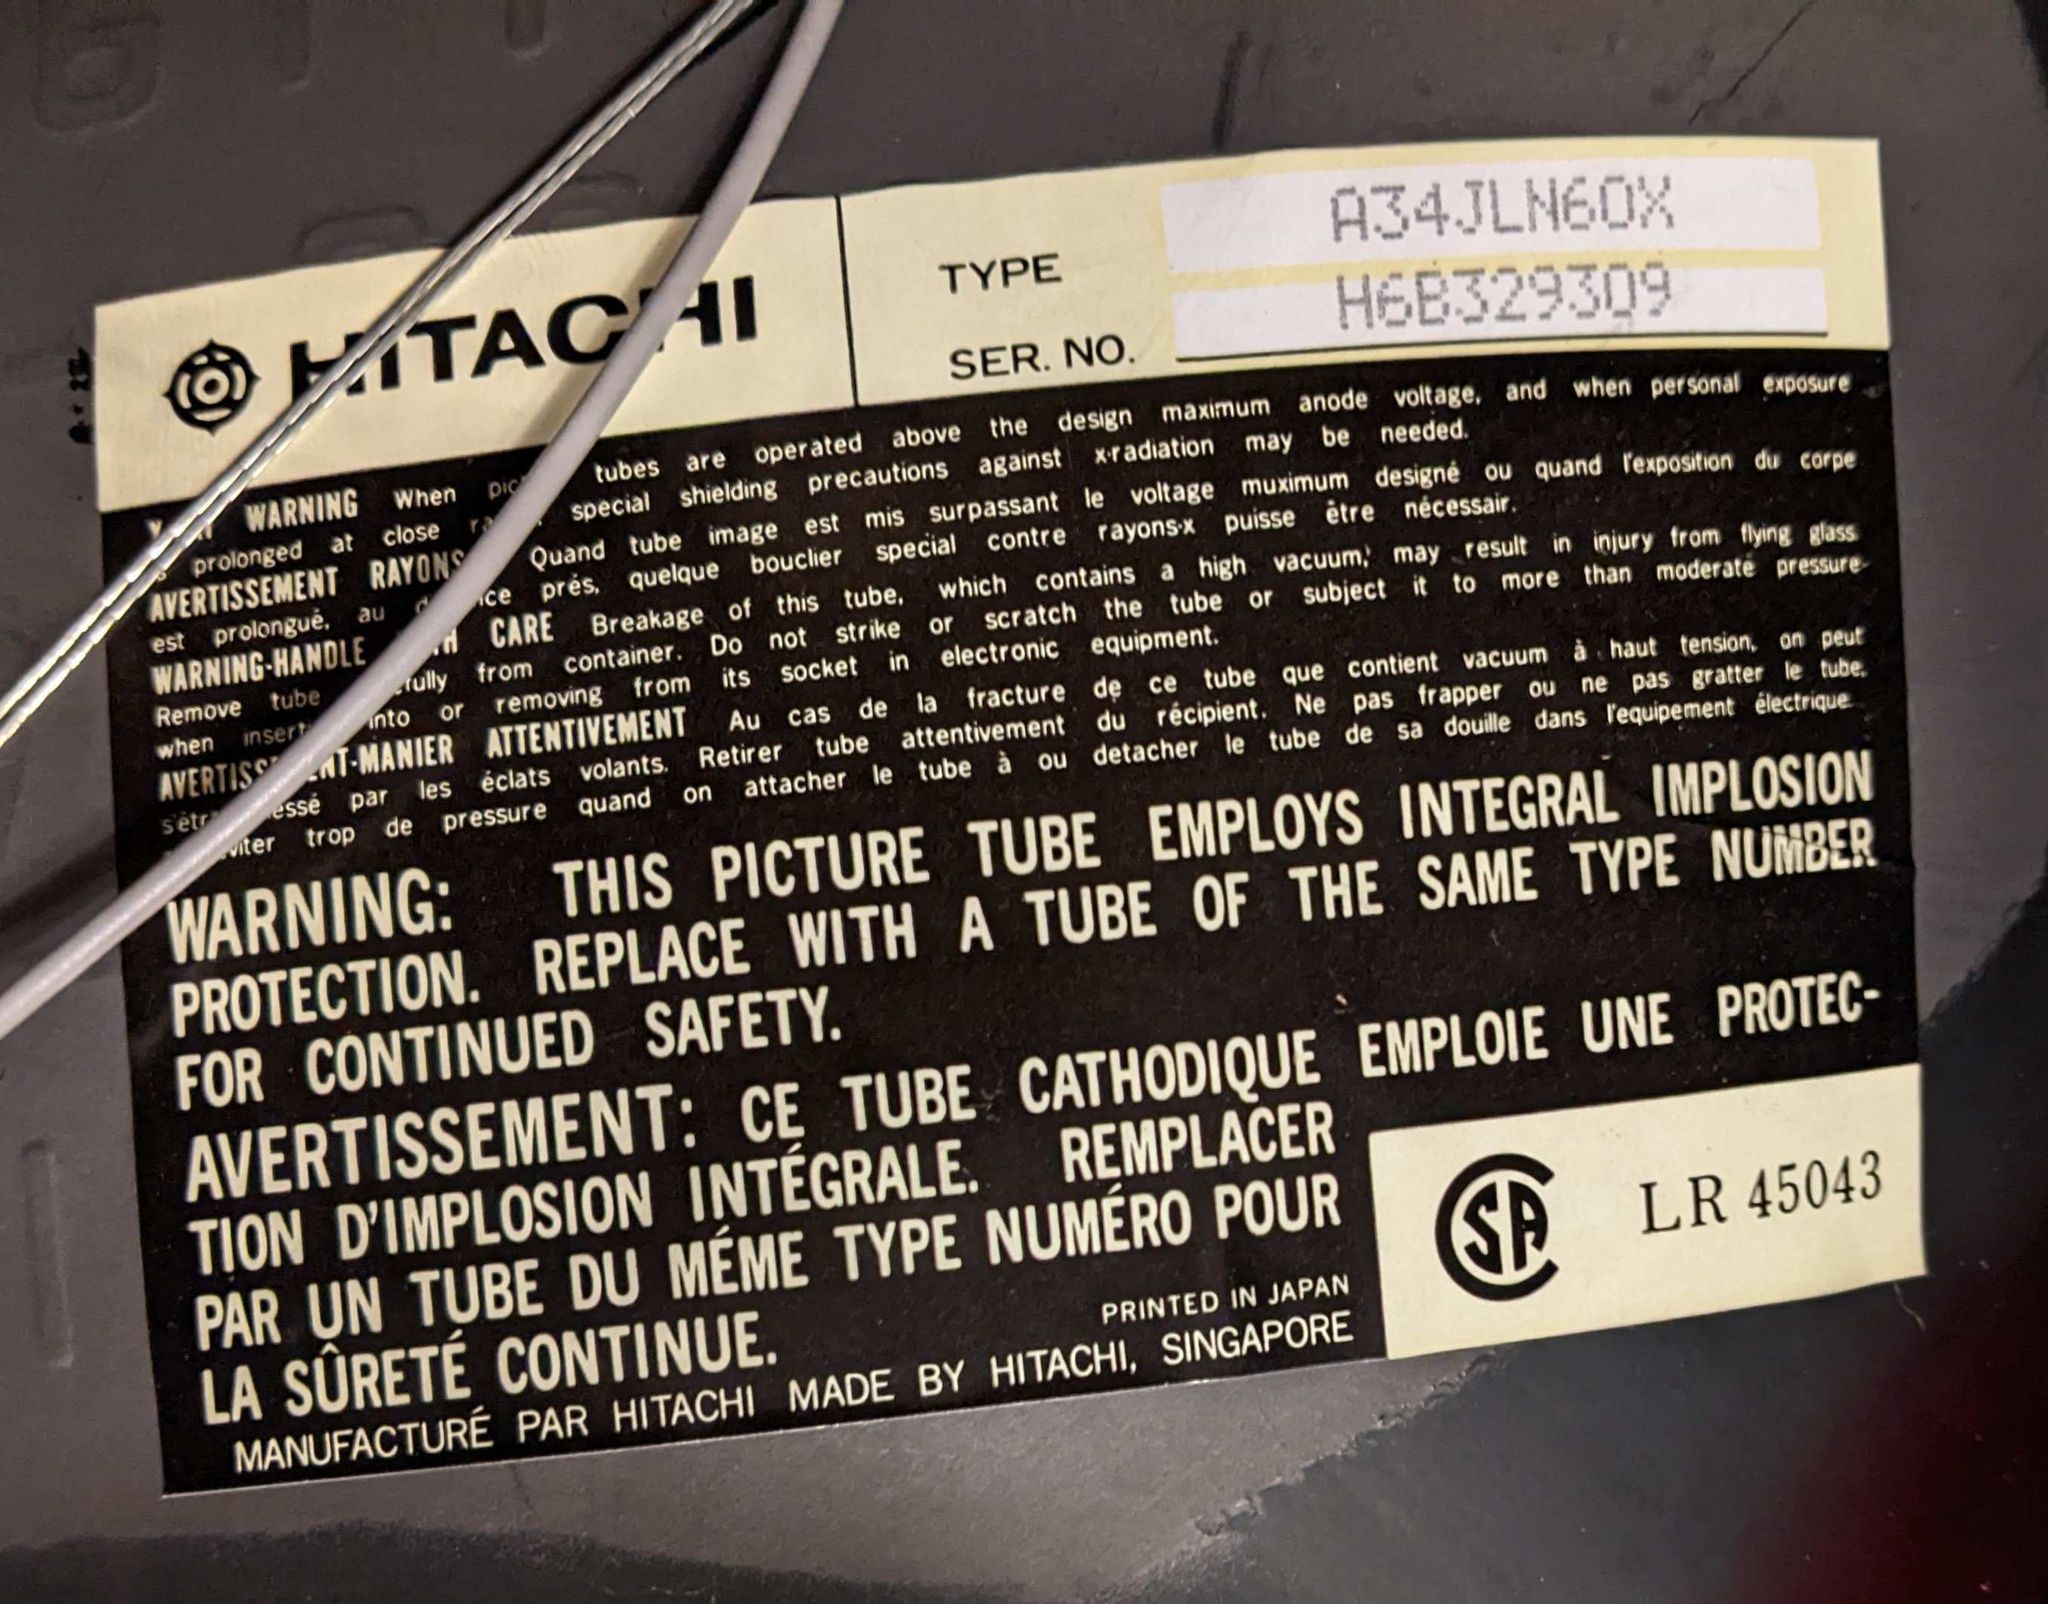 HITACHI
TYPE A34JLN60X
SER. NO. H6B329309
WARNING When tubes are operated above the design maximum anode voltage, and when personal exposure
prolonged at close special shielding precautions against x-radiation may be needed.
AVERTISSEMENT RAYONS Quand tube image est mis surpassant le voltage muximum designé ou quand l'exposition du corpe
est prolongué, au prés, quelque bouclier special contre rayons-x puisse être nécessair.
WARNING-HANDLE CARE Breakage of this tube, which contains a high vacuum, may result in injury from flying glass
Remove tube from container. Do not strike or scratch the tube or subject it to more than moderate pressure
when into or removing from its socket in electronic equipment.
ATTENTIVEMENT Au cas de la fracture de ce tube que contient vacuum à haut tension, on peut
par les éclats volants. Retirer tube attentivement du récipient. Ne pas frapper ou ne pas gratter le tube.
trop de pressure quand on attacher le tube à ou detacher le tube de sa douille dans l'equipement électrique
WARNING: THIS PICTURE TUBE EMPLOYS INTEGRAL IMPLOSION
PROTECTION. REPLACE WITH A TUBE OF THE SAME TYPE NUMBER
FOR CONTINUED SAFETY.
AVERTISSEMENT: CE TUBE CATHODIQUE EMPLOIE UNE PROTEC-
TION D'IMPLOSION INTÉGRALE. REMPLACER
PAR UN TUBE DU MÉME TYPE NUMÉRO POUR
LA SÛRETÉ CONTINUE.
PRINTED IN JAPAN
MANUFACTURÉ PAR HITACHI MADE BY HITACHI, SINGAPORE
CSA LR 45043